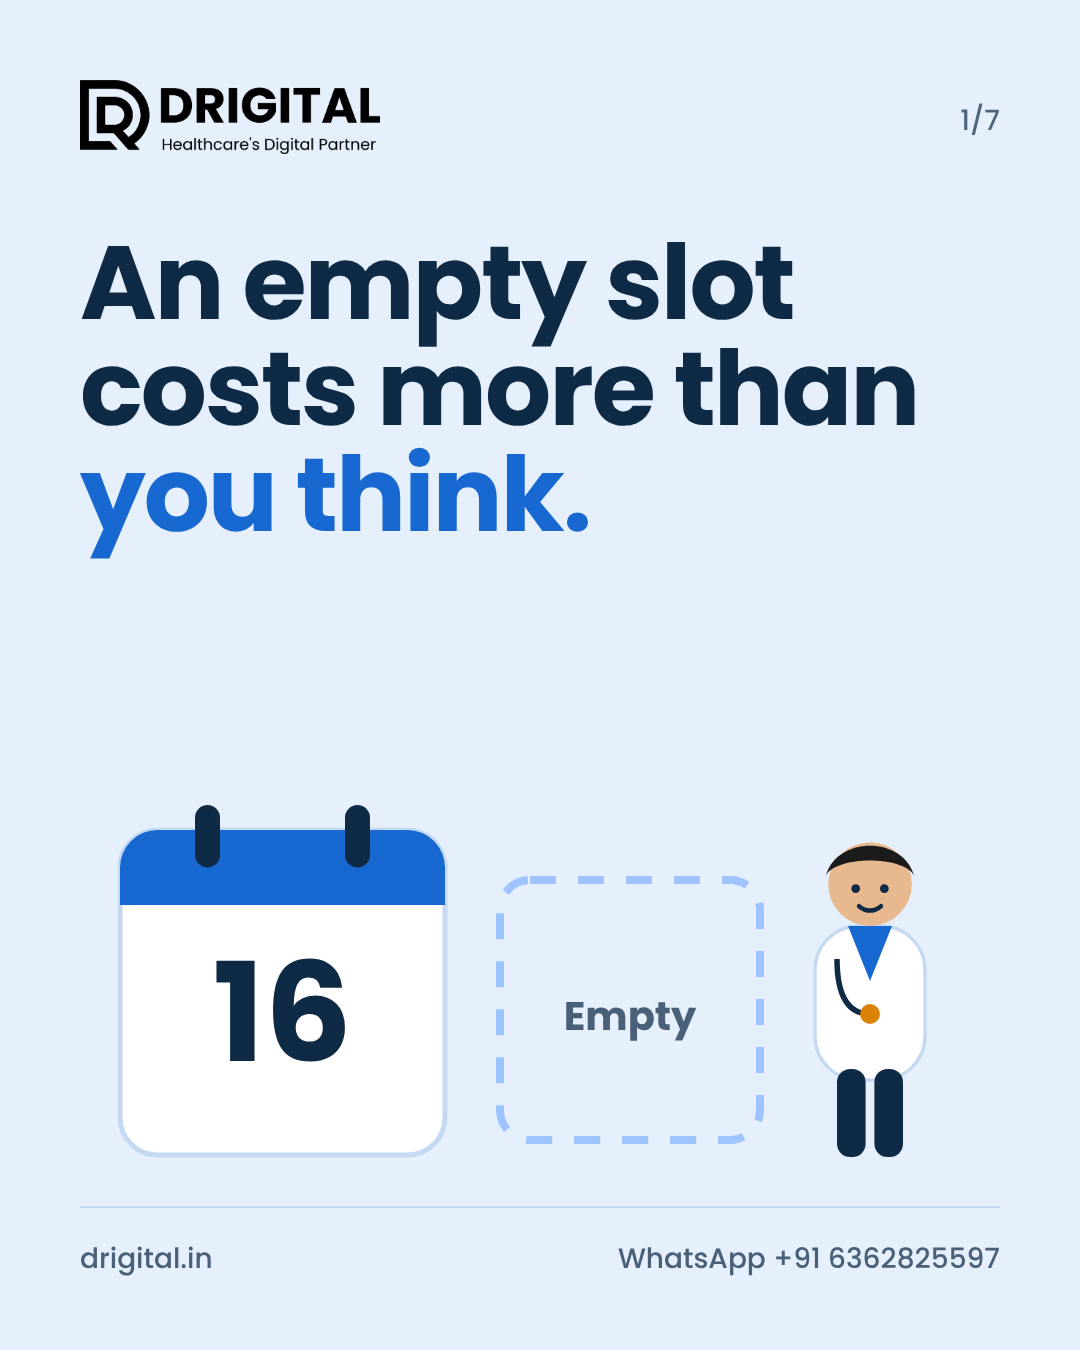 DRIGITAL
Healthcare's Digital Partner
1/7
An empty slot
costs more than
you think.
16
Empty
drigital.in
WhatsApp +91 6362825597